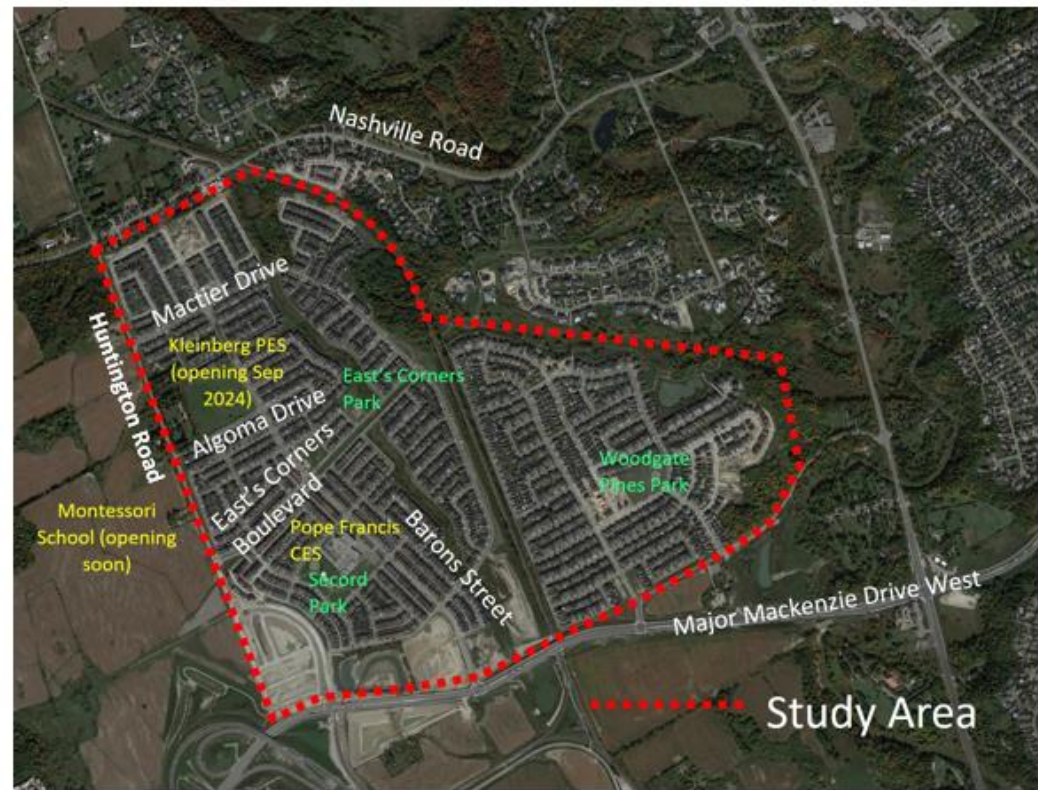 Nashville Road
Mactier Drive
Huntington Road
Kleinberg PES
(opening Sep
2024)
East's Corners
Park
Algoma Drive
Woodgate
Pines Park
East's Corners
Boulevard
Montessori
School (opening
soon)
Pope Francis
CES
Barons Street
Secord
Park
Major Mackenzie Drive West
Study Area